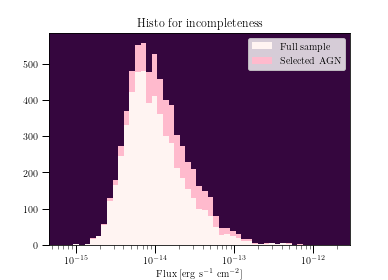 Histo for incompleteness
Full sample
Selected AGN
500
400
300
200
100
0
10⁻¹⁵ 10⁻¹⁴ 10⁻¹³ 10⁻¹²
Flux [erg s⁻¹ cm⁻²]